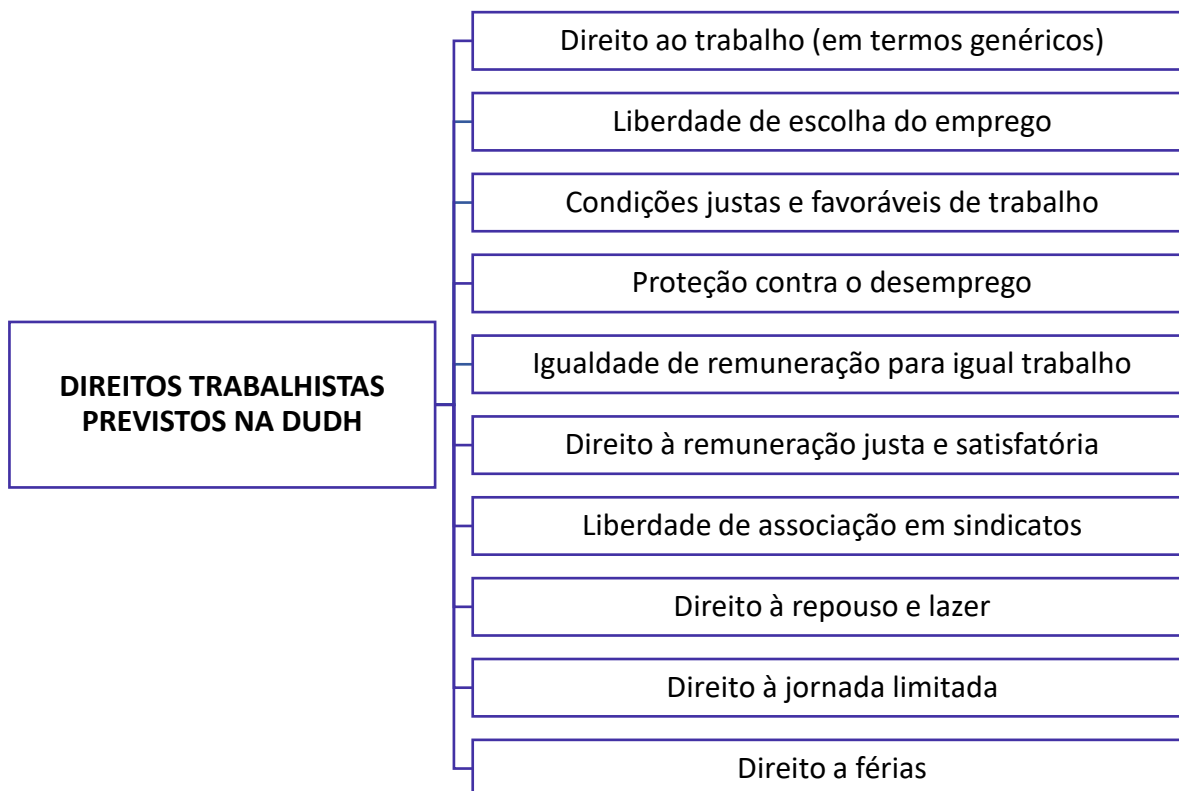 Direito ao trabalho (em termos genéricos)
Liberdade de escolha do emprego
Condições justas e favoráveis de trabalho
Proteção contra o desemprego
DIREITOS TRABALHISTAS
PREVISTOS NA DUDH
Igualdade de remuneração para igual trabalho
Direito à remuneração justa e satisfatória
Liberdade de associação em sindicatos
Direito à repouso e lazer
Direito à jornada limitada
Direito a férias